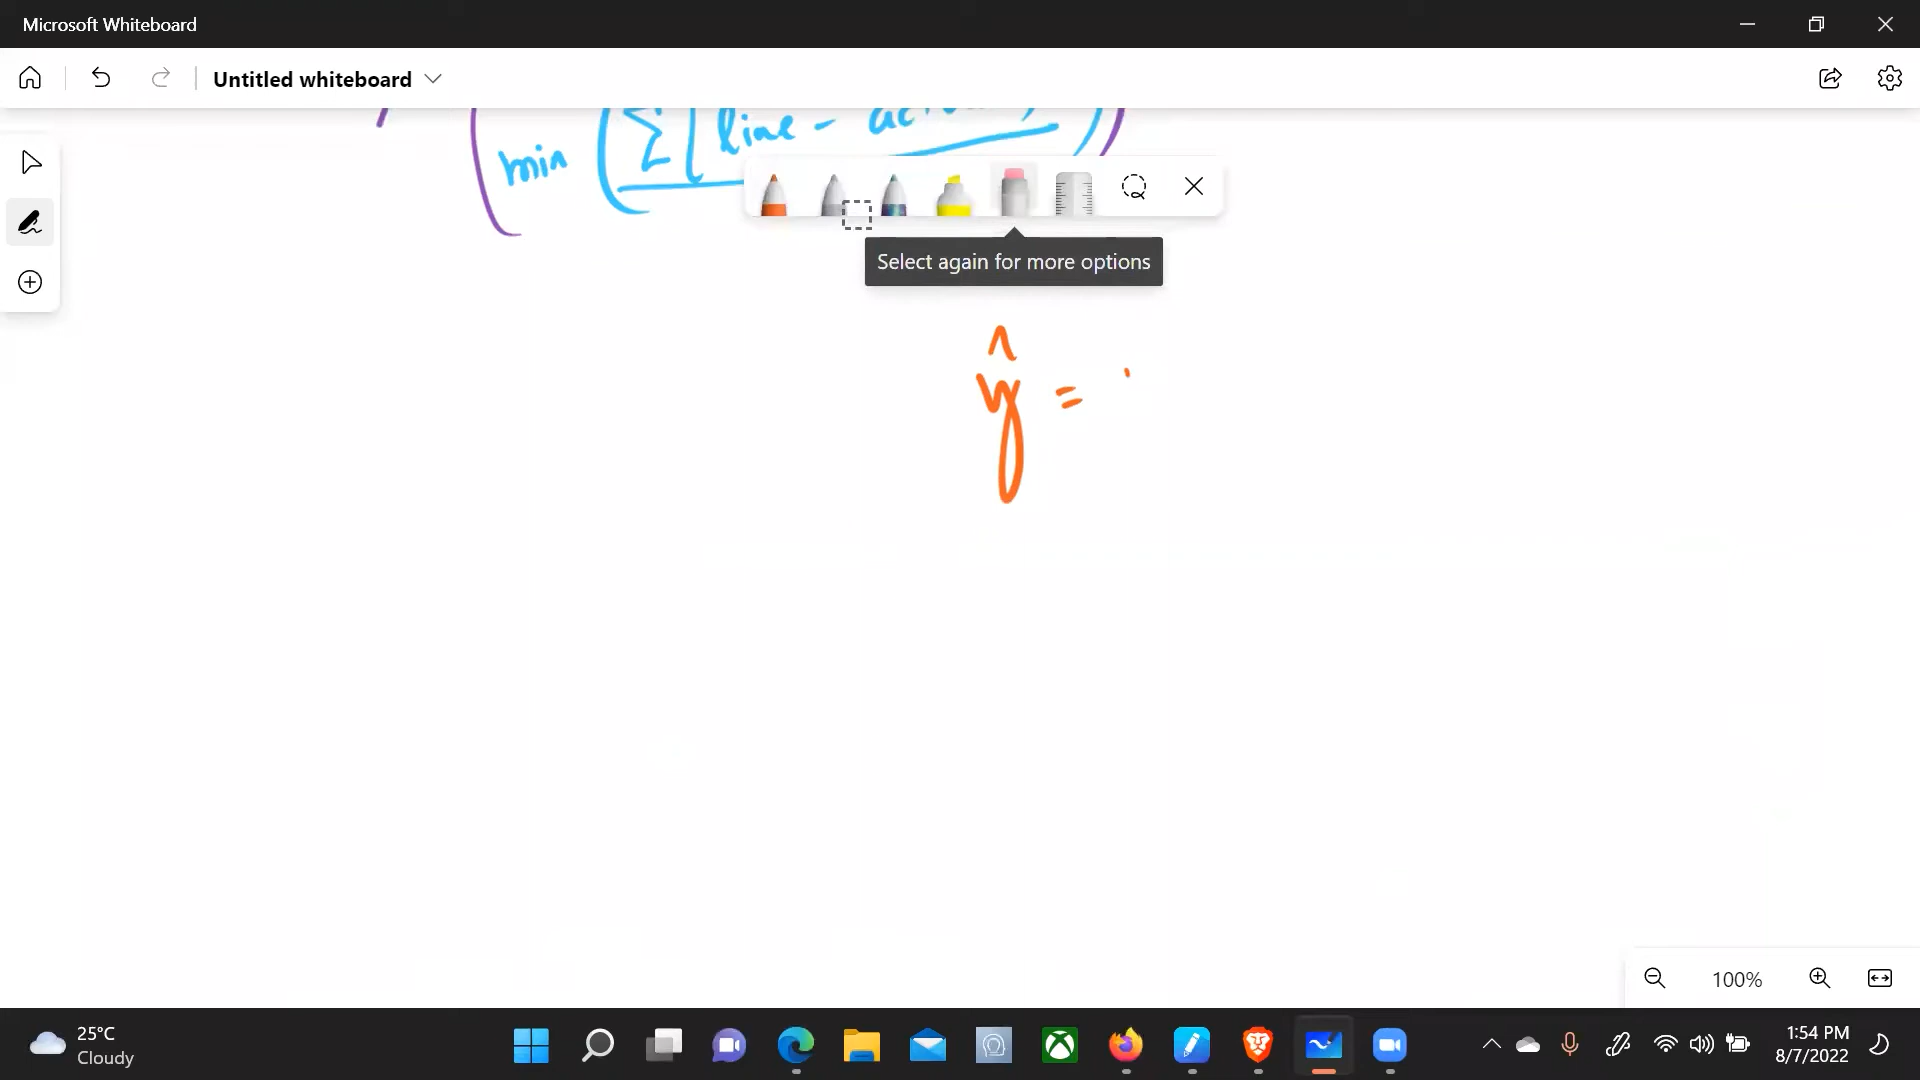 Microsoft Whiteboard
Untitled whiteboard
min ( Σ [ line -
Select again for more options
ŷ =
100%
25°C
Cloudy
1:54 PM
8/7/2022